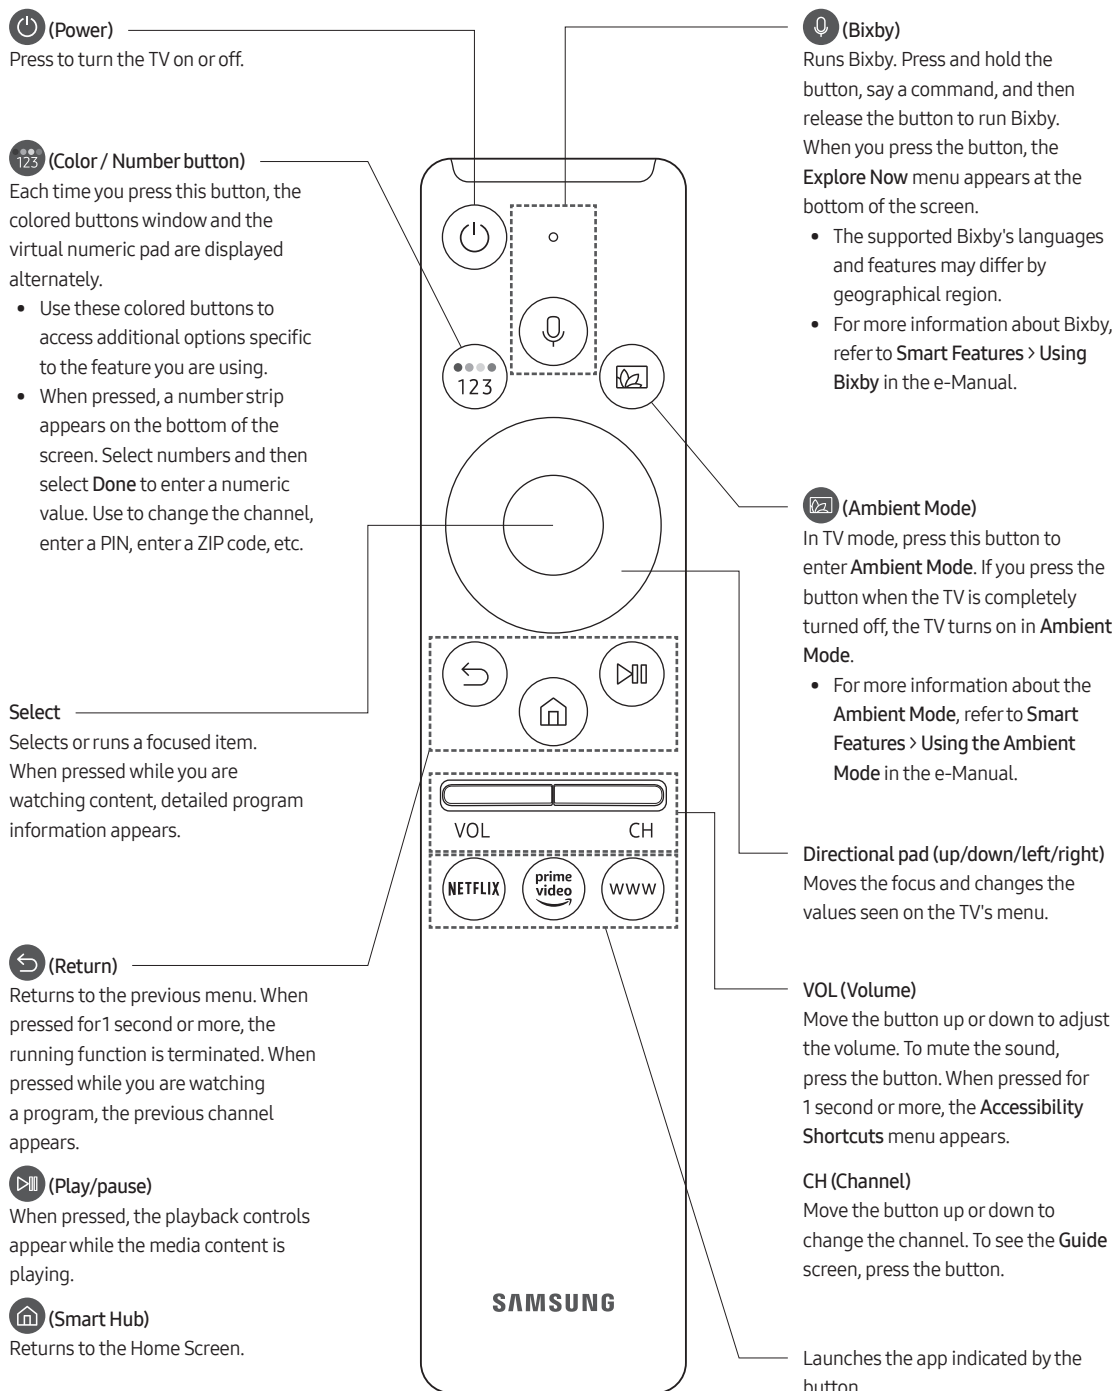 (Power)
Press to turn the TV on or off.
123 (Color / Number button)
Each time you press this button, the
colored buttons window and the
virtual numeric pad are displayed
alternately.
• Use these colored buttons to
access additional options specific
to the feature you are using.
• When pressed, a number strip
appears on the bottom of the
screen. Select numbers and then
select Done to enter a numeric
value. Use to change the channel,
enter a PIN, enter a ZIP code, etc.
Select
Selects or runs a focused item.
When pressed while you are
watching content, detailed program
information appears.
(Return)
Returns to the previous menu. When
pressed for 1 second or more, the
running function is terminated. When
pressed while you are watching
a program, the previous channel
appears.
(Play/pause)
When pressed, the playback controls
appear while the media content is
playing.
(Smart Hub)
Returns to the Home Screen.
123
VOL CH
NETFLIX
prime
video
www
SAMSUNG
(Bixby)
Runs Bixby. Press and hold the
button, say a command, and then
release the button to run Bixby.
When you press the button, the
Explore Now menu appears at the
bottom of the screen.
• The supported Bixby's languages
and features may differ by
geographical region.
• For more information about Bixby,
refer to Smart Features > Using
Bixby in the e-Manual.
(Ambient Mode)
In TV mode, press this button to
enter Ambient Mode. If you press the
button when the TV is completely
turned off, the TV turns on in Ambient
Mode.
• For more information about the
Ambient Mode, refer to Smart
Features > Using the Ambient
Mode in the e-Manual.
Directional pad (up/down/left/right)
Moves the focus and changes the
values seen on the TV's menu.
VOL (Volume)
Move the button up or down to adjust
the volume. To mute the sound,
press the button. When pressed for
1 second or more, the Accessibility
Shortcuts menu appears.
CH (Channel)
Move the button up or down to
change the channel. To see the Guide
screen, press the button.
Launches the app indicated by the
button.